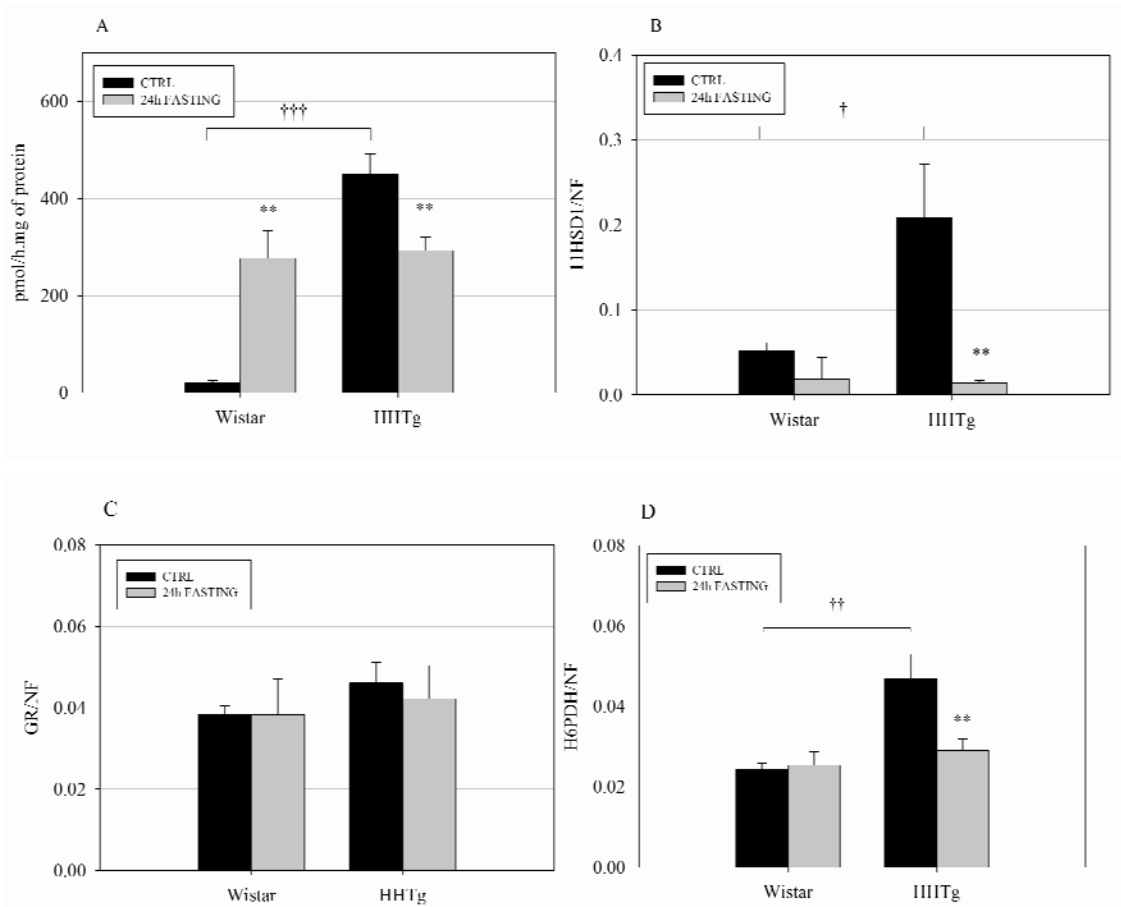 A
pmol/h.mg of protein
600
400
200
0
CTRL
24h FASTING
†††
**
**
Wistar
HHTg
B
11HSD1/NF
0.4
0.3
0.2
0.1
0.0
CTRL
24h FASTING
†
**
Wistar
HHTg
C
GR/NF
0.08
0.06
0.04
0.02
0.00
CTRL
24h FASTING
Wistar
HHTg
D
H6PDH/NF
0.08
0.06
0.04
0.02
0.00
CTRL
24h FASTING
††
**
Wistar
HHTg